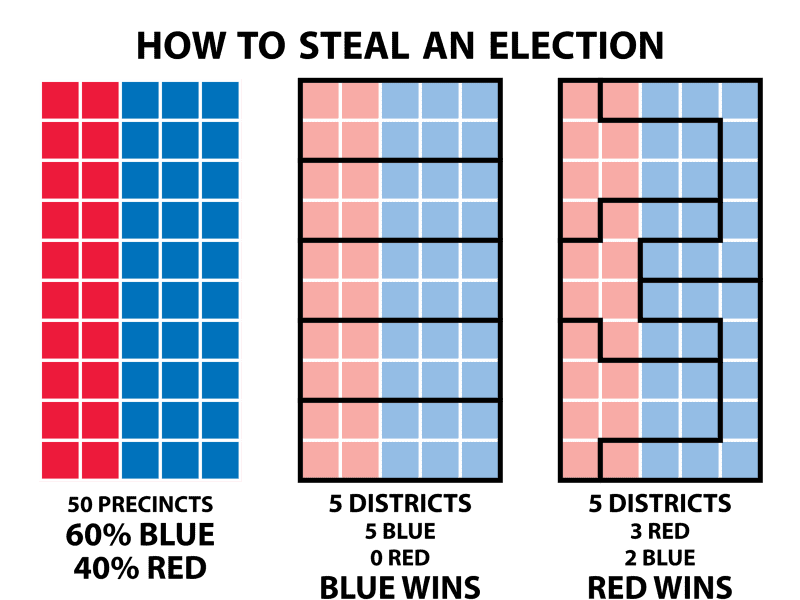 HOW TO STEAL AN ELECTION
50 PRECINCTS
60% BLUE
40% RED
5 DISTRICTS
5 BLUE
0 RED
BLUE WINS
5 DISTRICTS
3 RED
2 BLUE
RED WINS